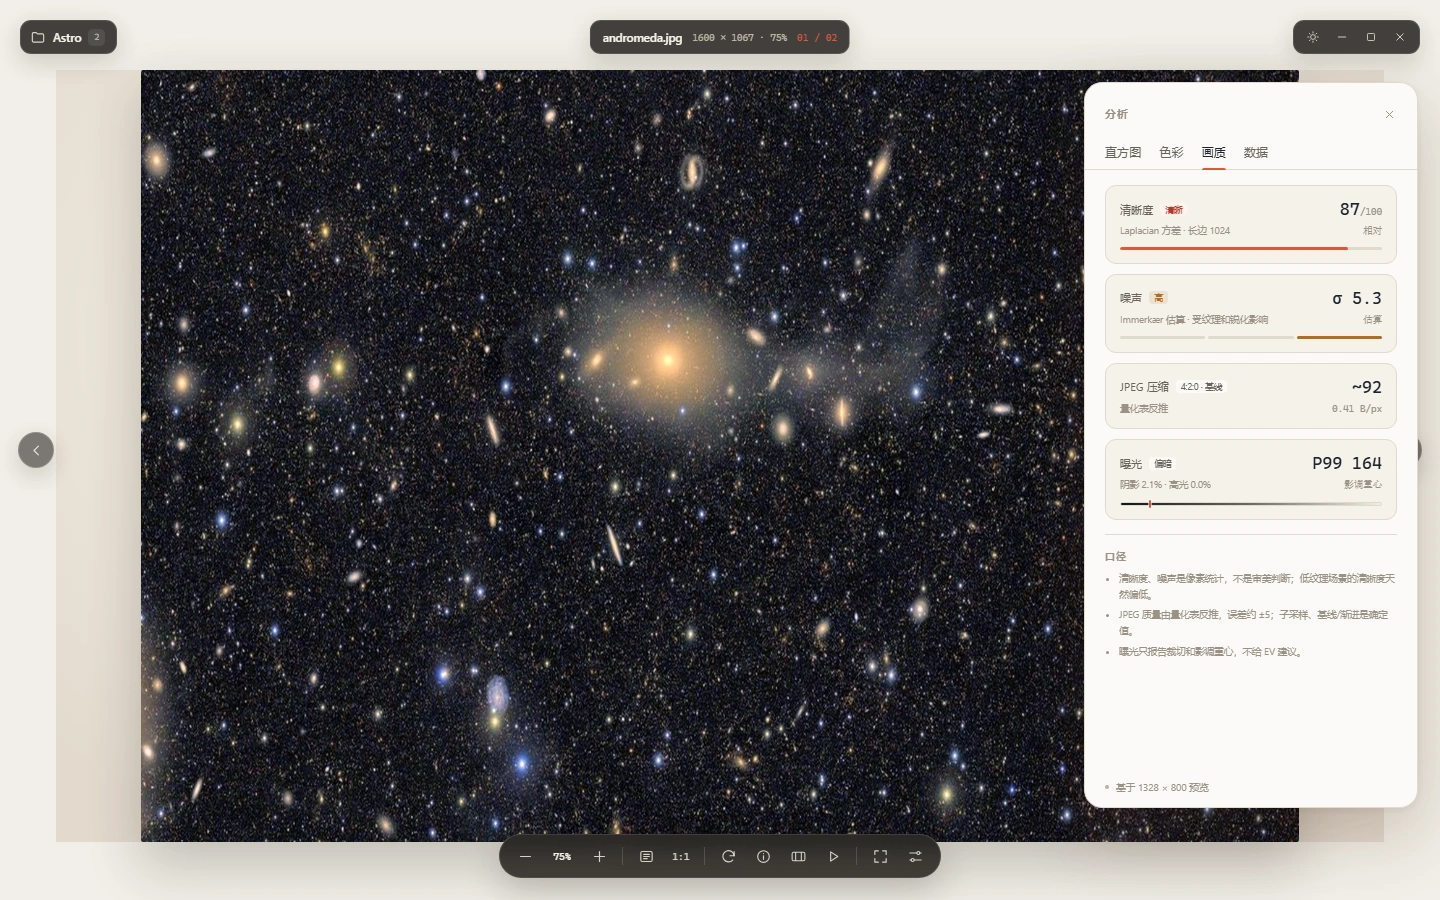 Astro 2
andromeda.jpg 1600 × 1067 · 75% 01 / 02
分析
直方图 色彩 画质 数据
清晰度 清晰 87/100
Laplacian 方差 · 长边 1024 相对
噪声 高 σ 5.3
Immerkær 估算 · 受纹理和锐化影响 估算
JPEG 压缩 4:2:0 · 基线 ~92
量化表反推 0.41 B/px
曝光 偏暗 P99 164
阴影 2.1% · 高光 0.0% 影调重心
口径
• 清晰度、噪声是像素统计，不是审美判断；低纹理场景的清晰度天
然偏低。
• JPEG 质量由量化表反推，误差约 ±5；子采样、基线/渐进是确定
值。
• 曝光只报告裁切和影调重心，不给 EV 建议。
基于 1328 × 800 预览
75% 1:1